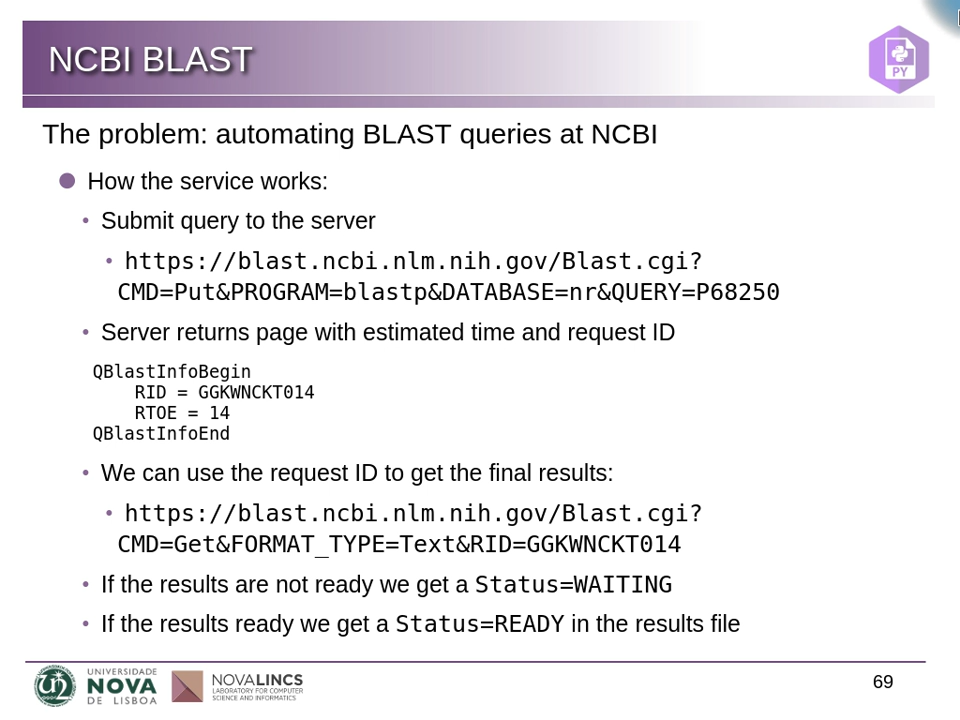 NCBI BLAST
PY
The problem: automating BLAST queries at NCBI
How the service works:
Submit query to the server
https://blast.ncbi.nlm.nih.gov/Blast.cgi?
CMD=Put&PROGRAM=blastp&DATABASE=nr&QUERY=P68250
Server returns page with estimated time and request ID
QBlastInfoBegin
    RID = GGKWNCKT014
    RTOE = 14
QBlastInfoEnd
We can use the request ID to get the final results:
https://blast.ncbi.nlm.nih.gov/Blast.cgi?
CMD=Get&FORMAT_TYPE=Text&RID=GGKWNCKT014
If the results are not ready we get a Status=WAITING
If the results ready we get a Status=READY in the results file
UNIVERSIDADE
NOVA
DE LISBOA
NOVALINCS
LABORATORY FOR COMPUTER
SCIENCE AND INFORMATICS
69